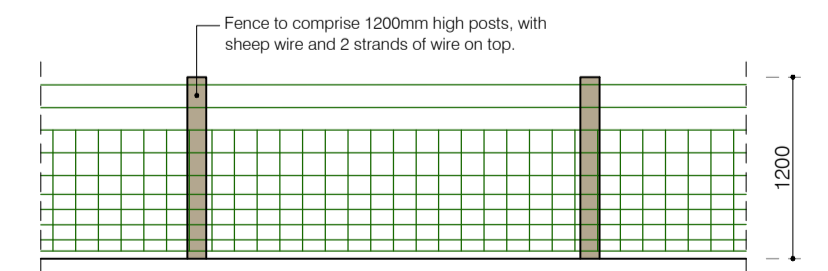 Fence to comprise 1200mm high posts, with
sheep wire and 2 strands of wire on top.
1200